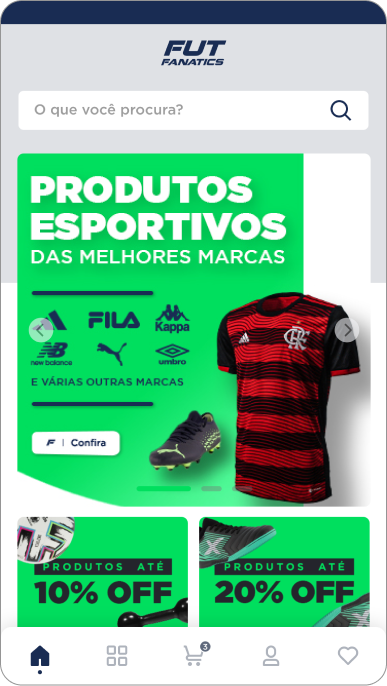 FUT
FANATICS
O que você procura?
PRODUTOS
ESPORTIVOS
DAS MELHORES MARCAS
FILA
Kappa
new balance
umbro
E VÁRIAS OUTRAS MARCAS
F | Confira
PRODUTOS ATÉ
10% OFF
PRODUTOS ATÉ
20% OFF
3